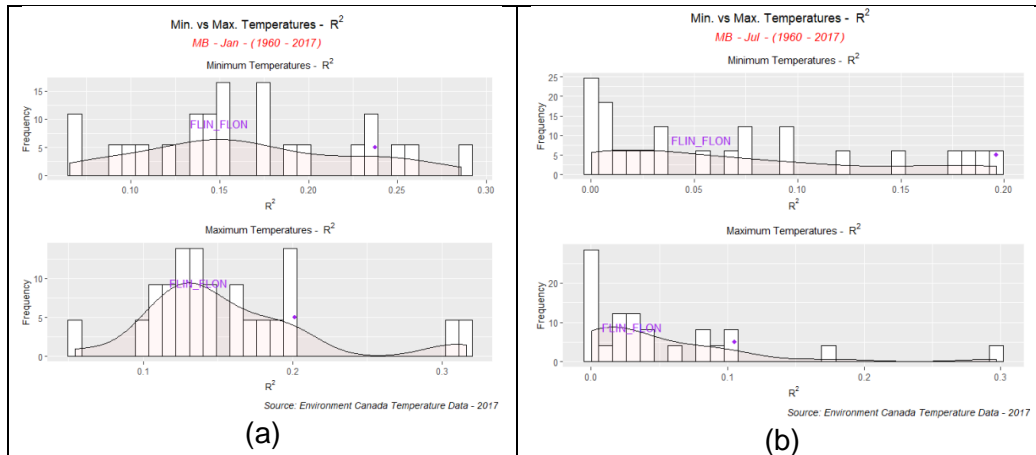 Min. vs Max. Temperatures - R²
MB - Jan - (1960 - 2017)
Minimum Temperatures - R²
Frequency
15
10
5
0
FLIN_FLON
0.10 0.15 0.20 0.25 0.30
R²
Maximum Temperatures - R²
Frequency
10
5
0
FLIN_FLON
0.1 0.2 0.3
R²
Source: Environment Canada Temperature Data - 2017
(a)
Min. vs Max. Temperatures - R²
MB - Jul - (1960 - 2017)
Minimum Temperatures - R²
Frequency
25
20
15
10
5
0
FLIN_FLON
0.00 0.05 0.10 0.15 0.20
R²
Maximum Temperatures - R²
Frequency
20
10
0
FLIN_FLON
0.0 0.1 0.2 0.3
R²
Source: Environment Canada Temperature Data - 2017
(b)